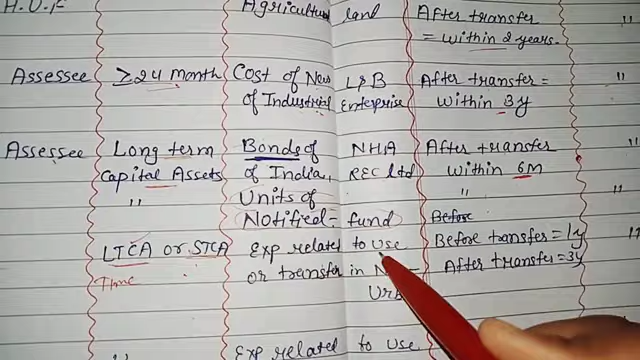 H.U.F Agricultural land After transfer
= within 2 years. "
Assessee ≥24 Month Cost of New L&B After transfer = "
of Industrial Enterprise within 3y
Assessee Long term Bonds of NHA After transfer "
Capital Assets of India, REC Ltd within 6M
" Units of "
Notified - fund Before
LTCA or STCA Exp related to use Before transfer = 1y "
Time or transfer in After transfer = 3y
Urb
" Exp related to use